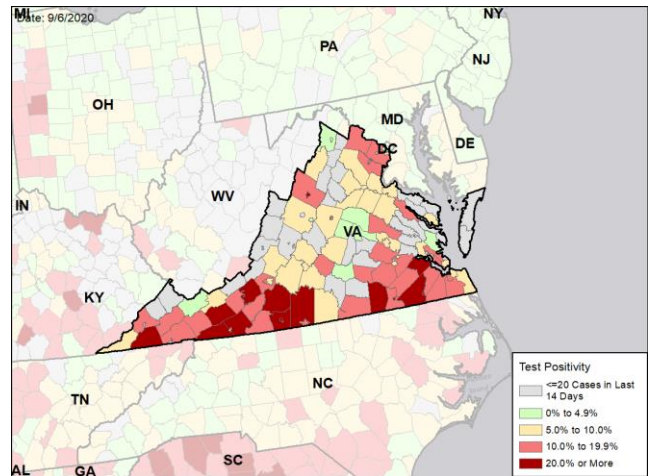 Date: 9/6/2020
MI
NY
PA
NJ
OH
MD
DE
DC
WV
IN
VA
KY
NC
TN
SC
AL
GA
Test Positivity
<=20 Cases in Last
14 Days
0% to 4.9%
5.0% to 10.0%
10.0% to 19.9%
20.0% or More